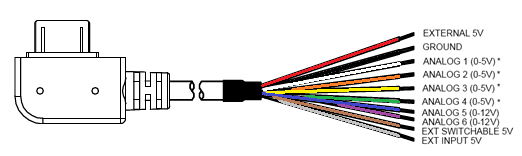 EXTERNAL 5V
GROUND
ANALOG 1 (0-5V) *
ANALOG 2 (0-5V) *
ANALOG 3 (0-5V) *
ANALOG 4 (0-5V) *
ANALOG 5 (0-12V)
ANALOG 6 (0-12V)
EXT SWITCHABLE 5V
EXT INPUT 5V